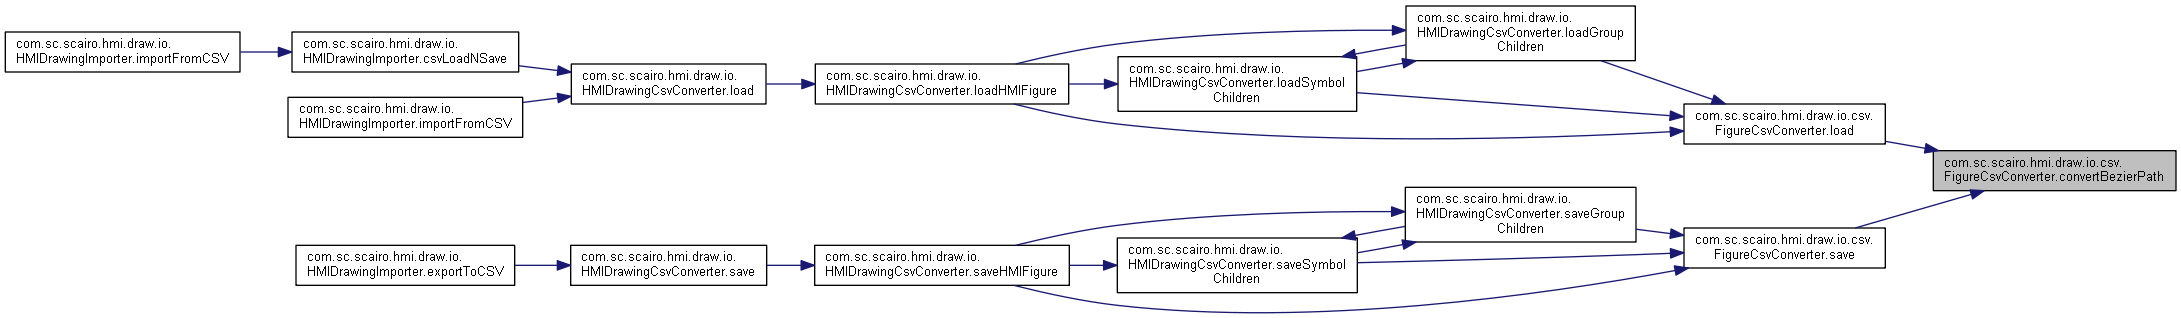 com.sc.scairo.hmi.draw.io.
HMIDrawingImporter.importFromCSV
com.sc.scairo.hmi.draw.io.
HMIDrawingImporter.csvLoadNSave
com.sc.scairo.hmi.draw.io.
HMIDrawingImporter.importFromCSV
com.sc.scairo.hmi.draw.io.
HMIDrawingCsvConverter.load
com.sc.scairo.hmi.draw.io.
HMIDrawingCsvConverter.loadHMIFigure
com.sc.scairo.hmi.draw.io.
HMIDrawingCsvConverter.loadSymbol
Children
com.sc.scairo.hmi.draw.io.
HMIDrawingCsvConverter.loadGroup
Children
com.sc.scairo.hmi.draw.io.csv.
FigureCsvConverter.load
com.sc.scairo.hmi.draw.io.csv.
FigureCsvConverter.convertBezierPath
com.sc.scairo.hmi.draw.io.
HMIDrawingImporter.exportToCSV
com.sc.scairo.hmi.draw.io.
HMIDrawingCsvConverter.save
com.sc.scairo.hmi.draw.io.
HMIDrawingCsvConverter.saveHMIFigure
com.sc.scairo.hmi.draw.io.
HMIDrawingCsvConverter.saveSymbol
Children
com.sc.scairo.hmi.draw.io.
HMIDrawingCsvConverter.saveGroup
Children
com.sc.scairo.hmi.draw.io.csv.
FigureCsvConverter.save